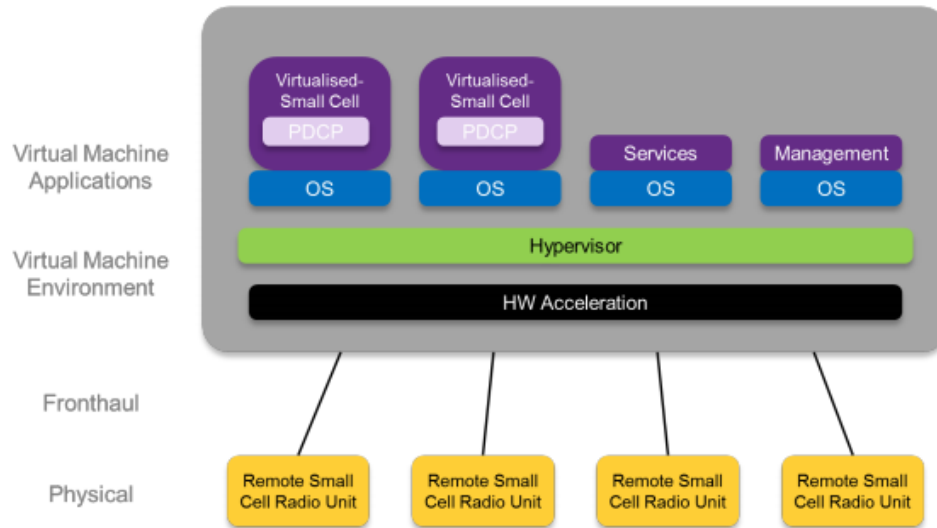 Virtualised-
Small Cell
PDCP
Virtualised-
Small Cell
PDCP
Virtual Machine
Applications
Services
Management
OS
OS
OS
OS
Virtual Machine
Environment
Hypervisor
HW Acceleration
Fronthaul
Physical
Remote Small
Cell Radio Unit
Remote Small
Cell Radio Unit
Remote Small
Cell Radio Unit
Remote Small
Cell Radio Unit